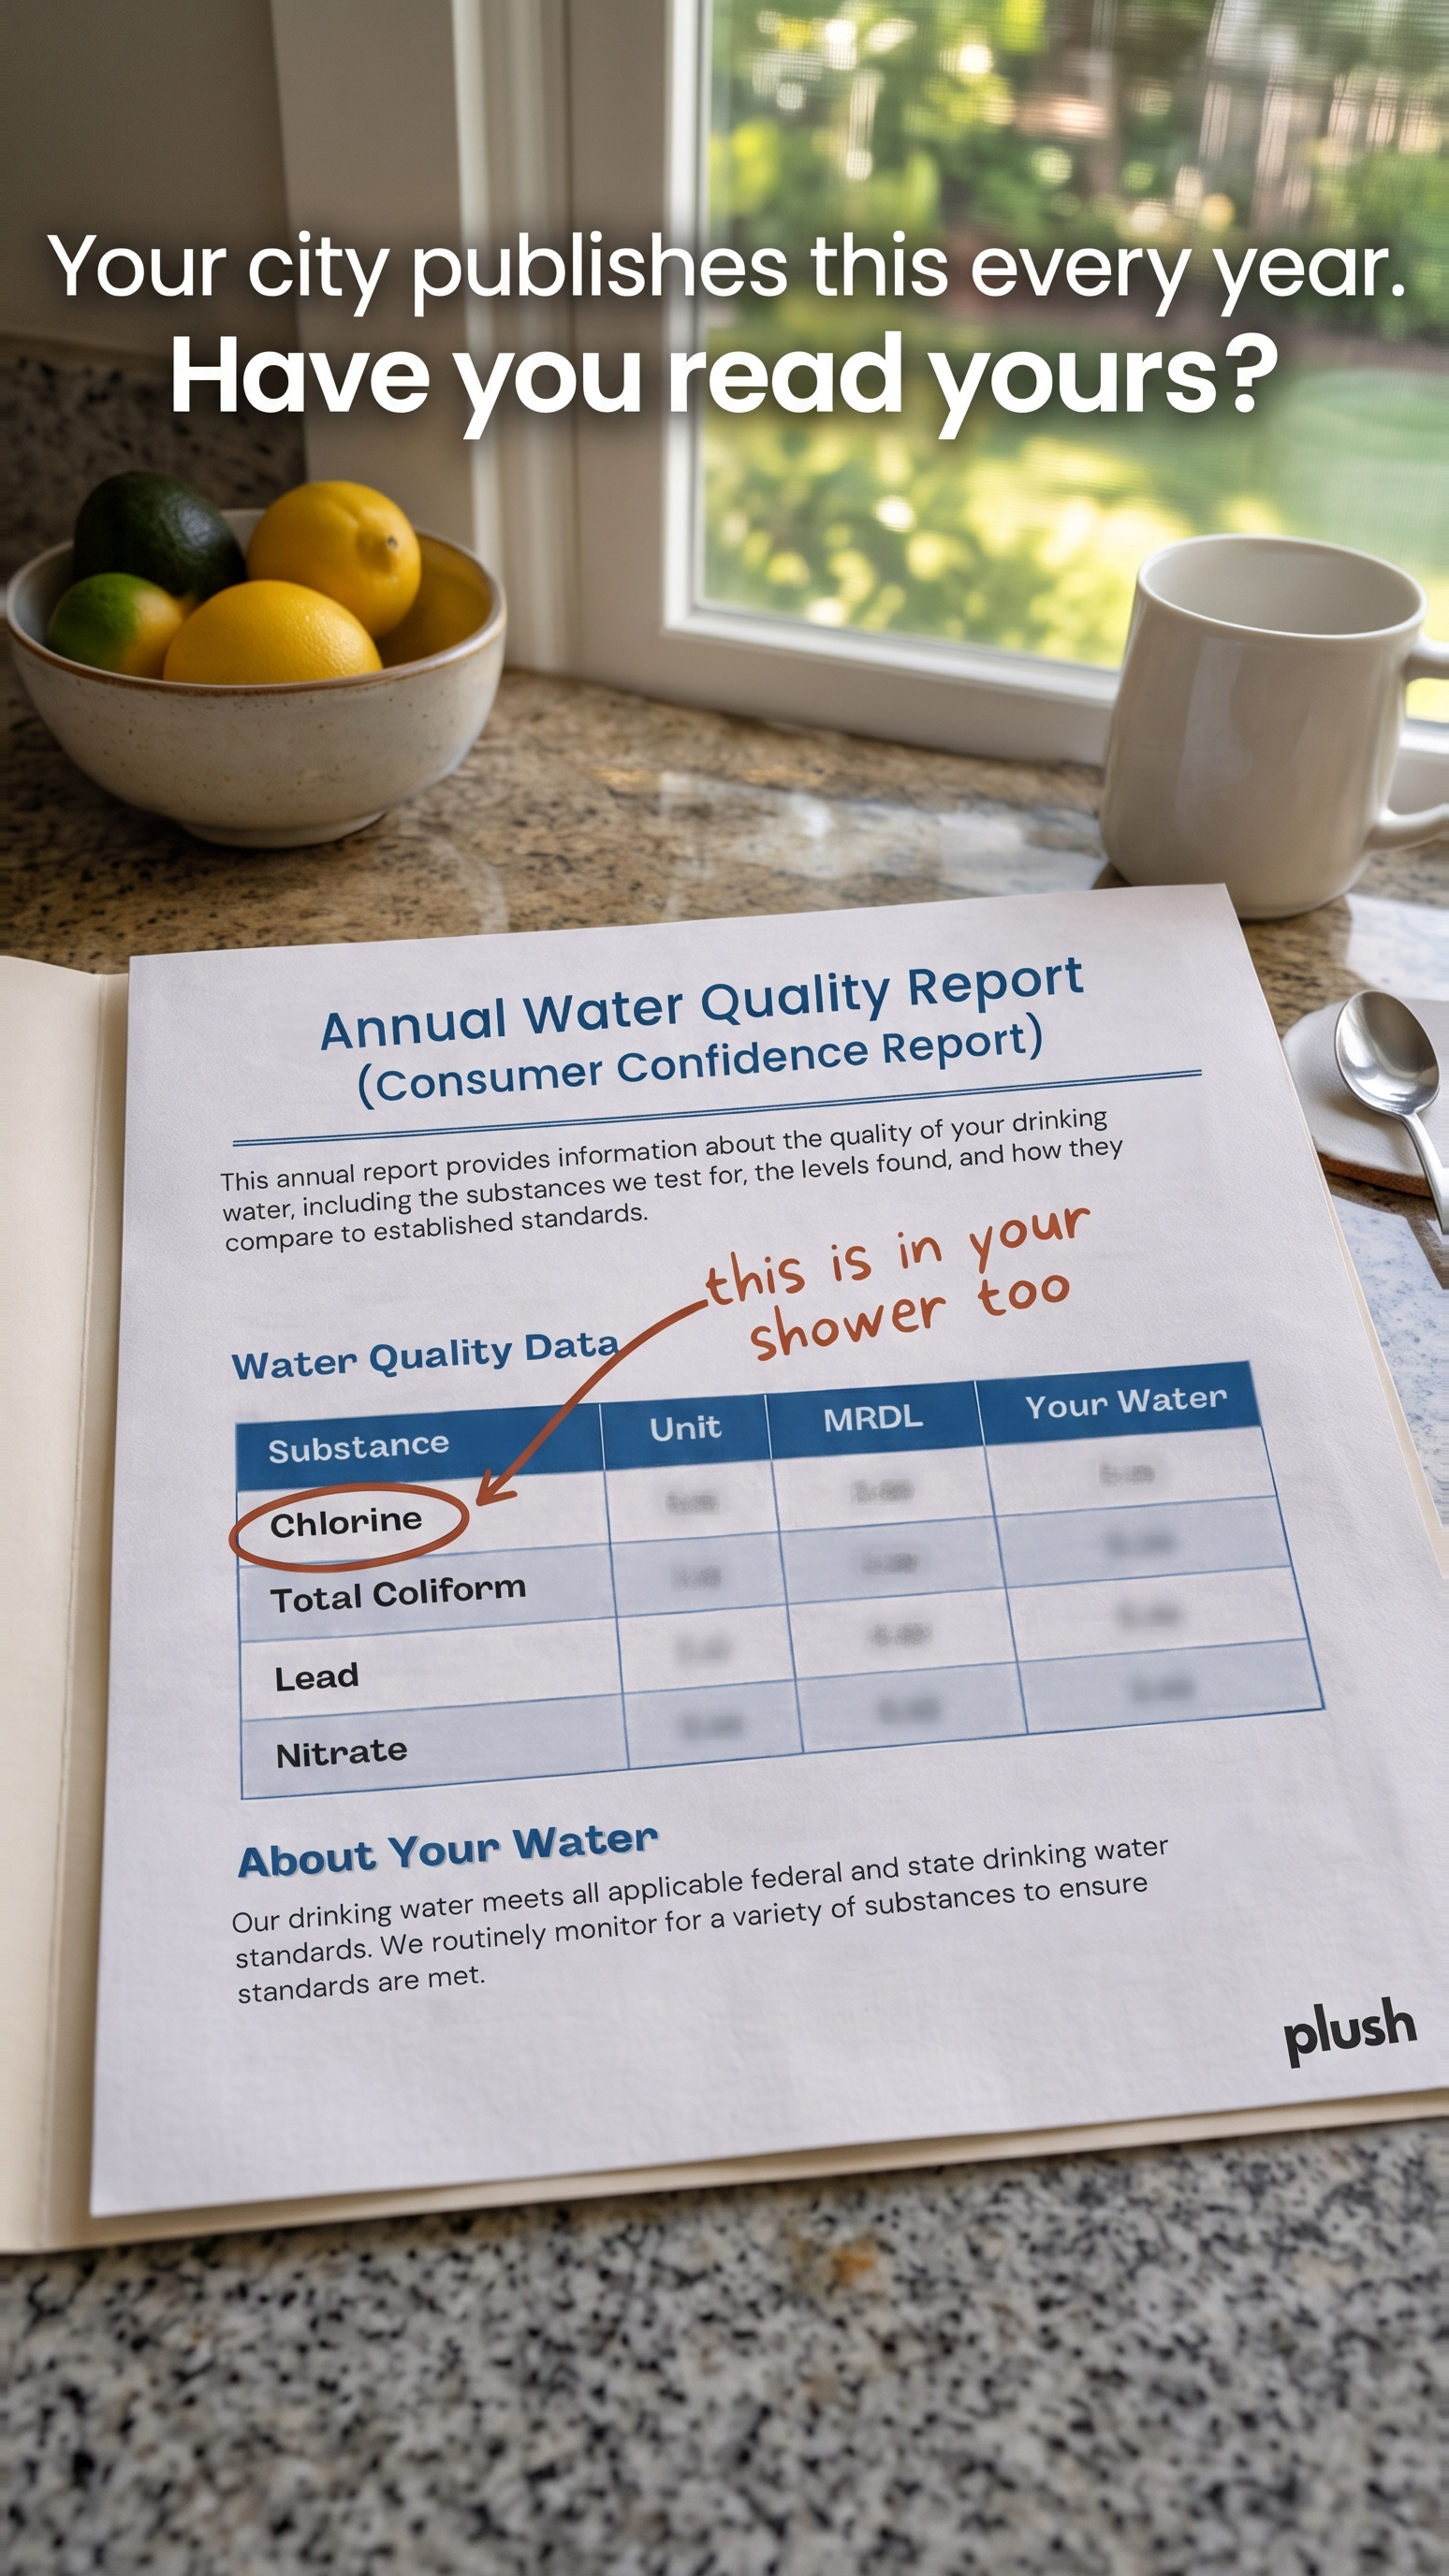 Your city publishes this every year.
Have you read yours?
Annual Water Quality Report
(Consumer Confidence Report)
This annual report provides information about the quality of your drinking
water, including the substances we test for, the levels found, and how they
compare to established standards.
this is in your
shower too
Water Quality Data
Substance Unit MRDL Your Water
Chlorine
Total Coliform
Lead
Nitrate
About Your Water
Our drinking water meets all applicable federal and state drinking water
standards. We routinely monitor for a variety of substances to ensure
standards are met.
plush